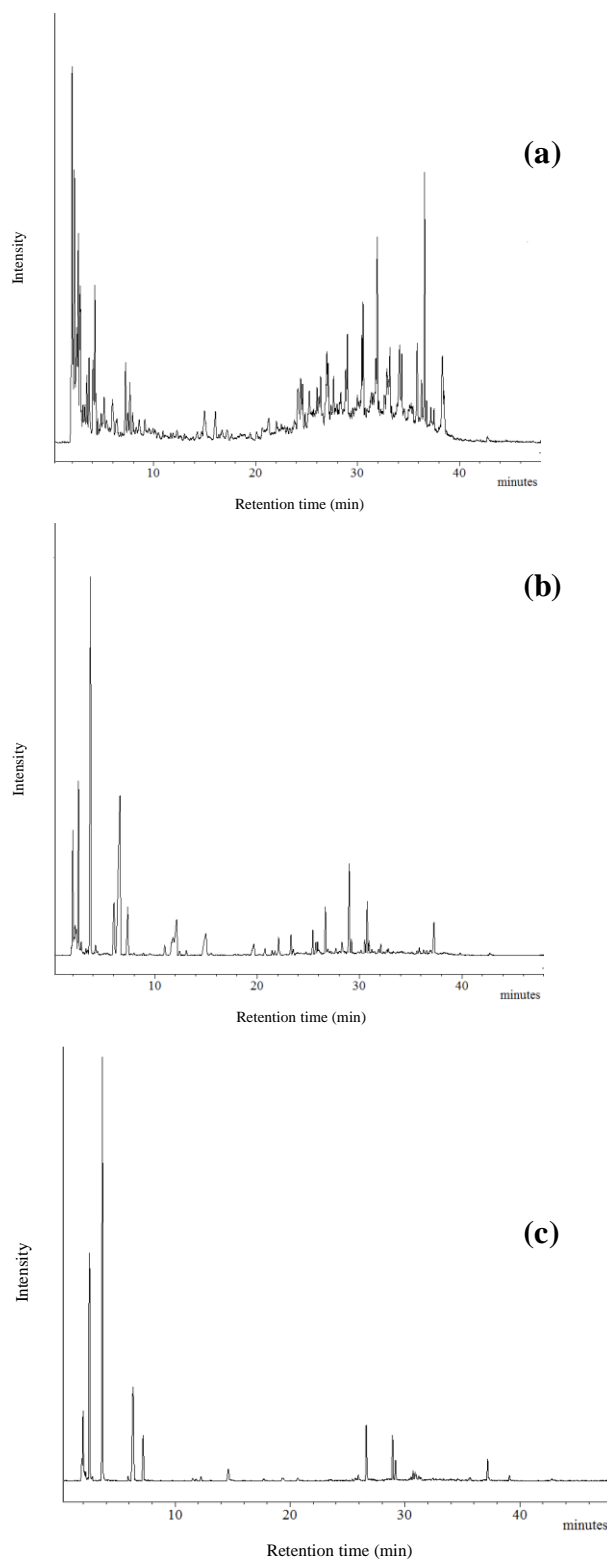 (a)
Intensity
10 20 30 40
minutes
Retention time (min)
(b)
Intensity
10 20 30 40
minutes
Retention time (min)
(c)
Intensity
10 20 30 40
minutes
Retention time (min)